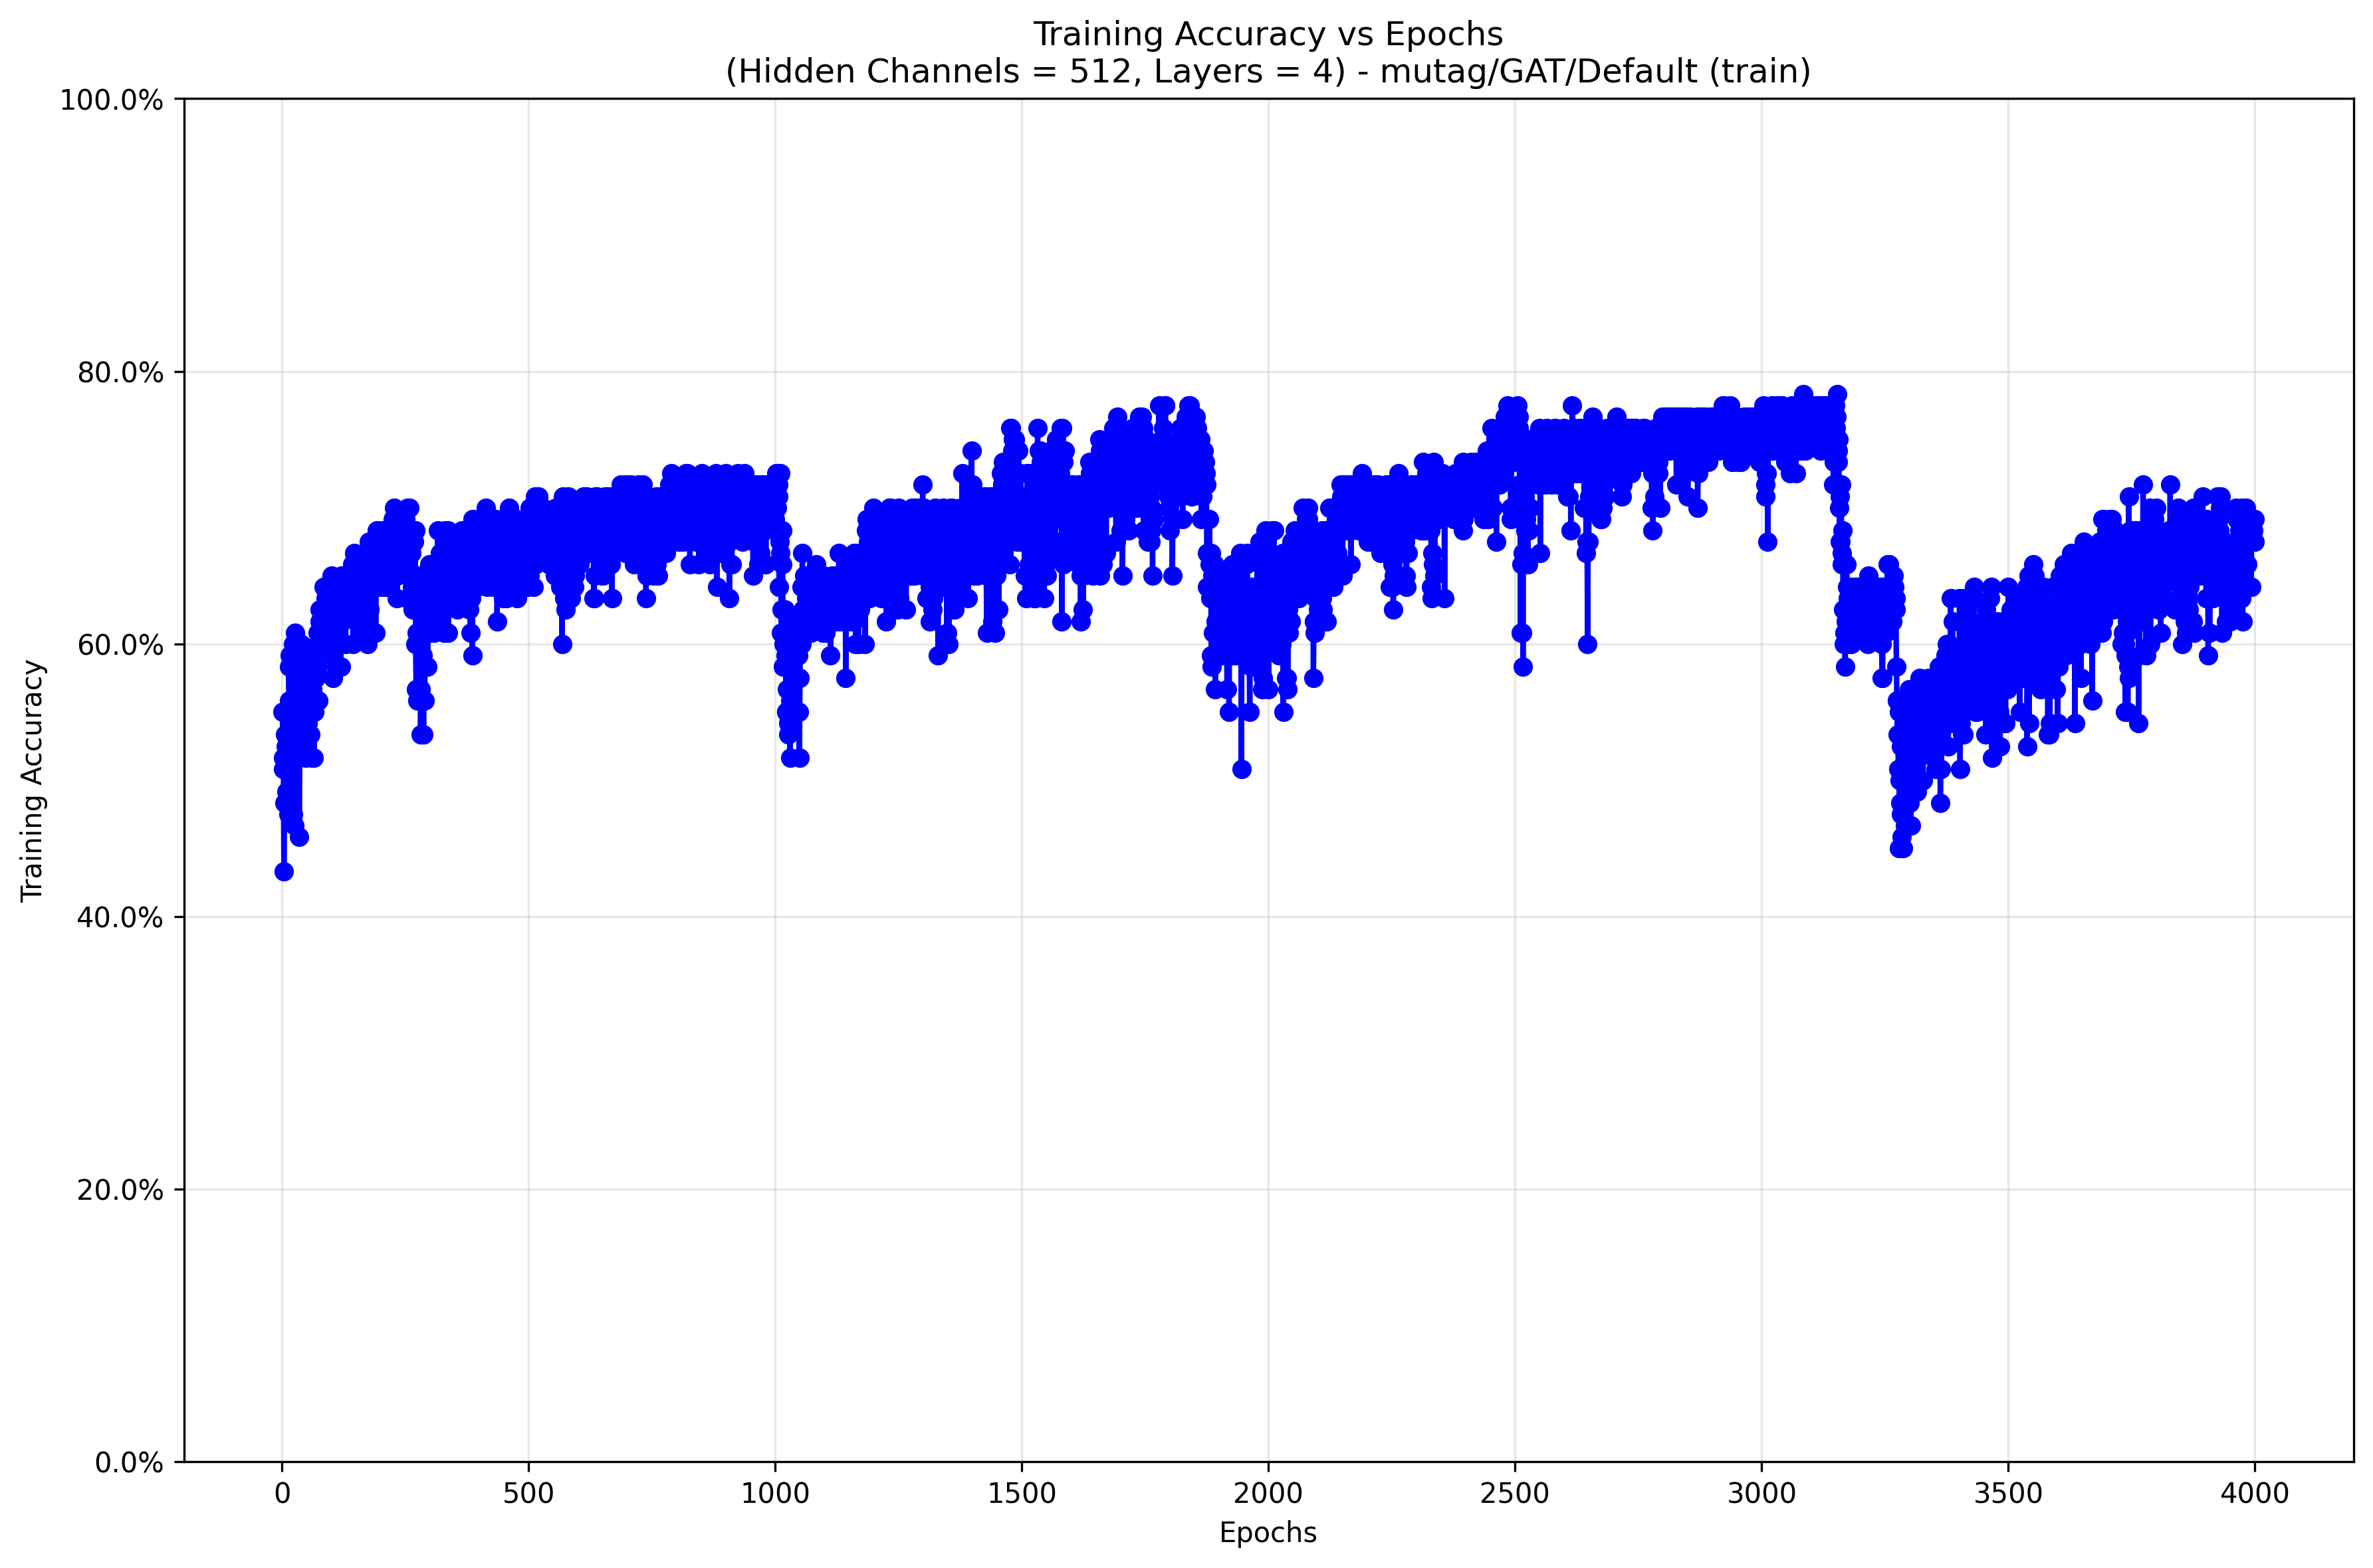 Training Accuracy vs Epochs
(Hidden Channels = 512, Layers = 4) - mutag/GAT/Default (train)
100.0%
80.0%
60.0%
40.0%
20.0%
0.0%
Training Accuracy
0 500 1000 1500 2000 2500 3000 3500 4000
Epochs